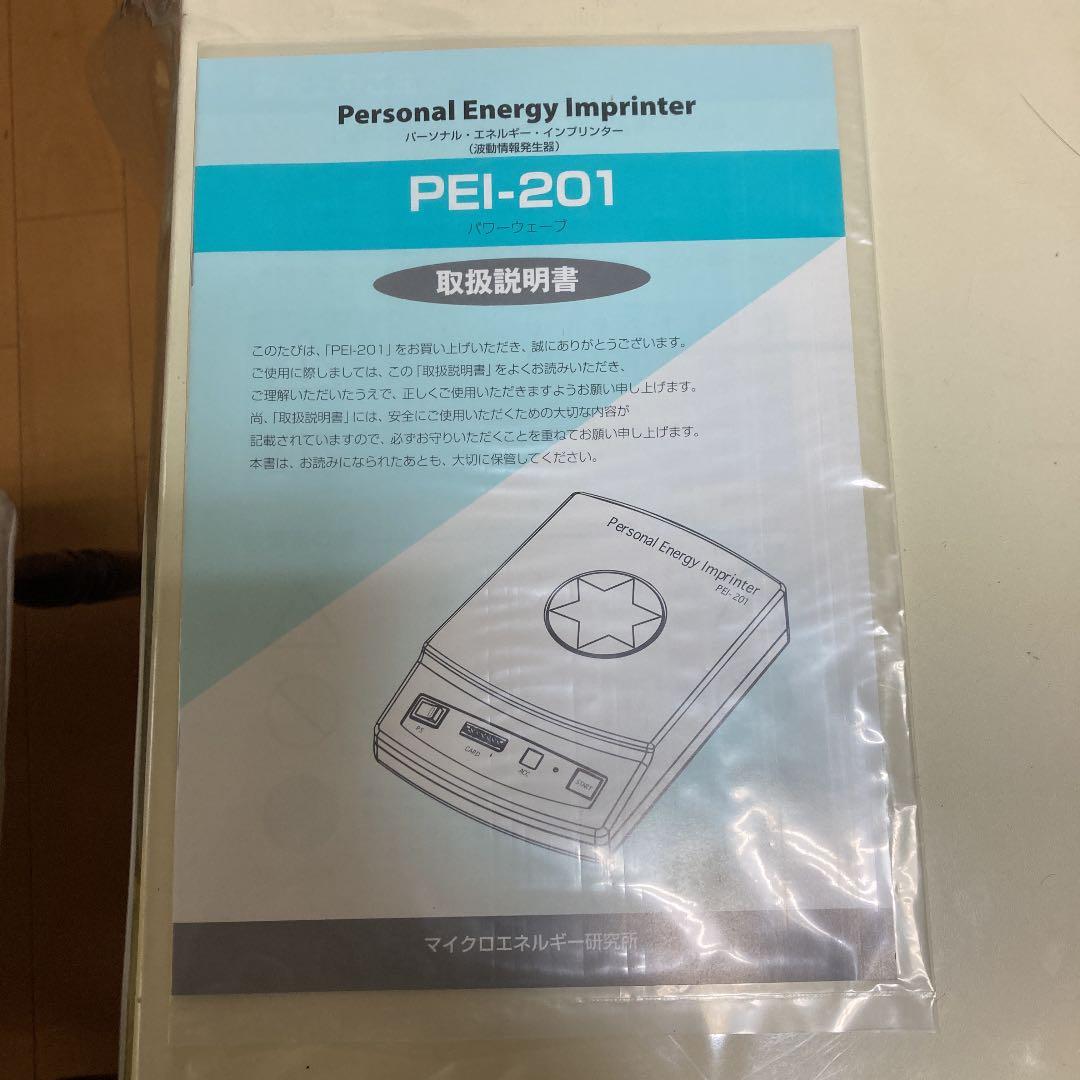 Personal Energy Imprinter
パーソナル・エネルギー・インプリンター
（波動情報発生器）
PEI-201
パワーウェーブ
取扱説明書
このたびは、「PEI-201」をお買い上げいただき、誠にありがとうございます。
ご使用に際しましては、この「取扱説明書」をよくお読みいただき、
ご理解いただいたうえで、正しくご使用いただきますようお願い申し上げます。
尚、「取扱説明書」には、安全にご使用いただくための大切な内容が
記載されていますので、必ずお守りいただくことを重ねてお願い申し上げます。
本書は、お読みになられたあとも、大切に保管してください。
Personal Energy Imprinter
PEI-201
PS
CARD
ACC
START
マイクロエネルギー研究所